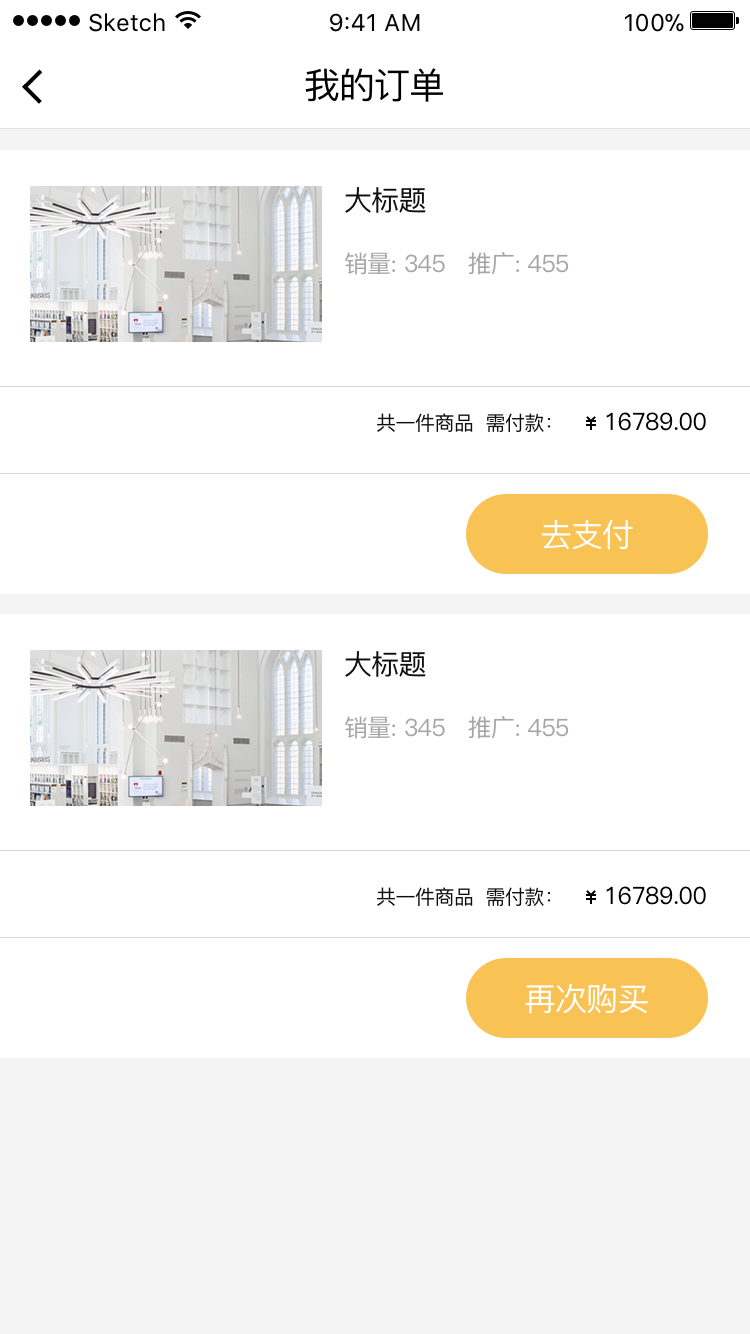 Sketch 9:41 AM 100%
我的订单
大标题
销量: 345 推广: 455
共一件商品 需付款: ¥ 16789.00
去支付
大标题
销量: 345 推广: 455
共一件商品 需付款: ¥ 16789.00
再次购买